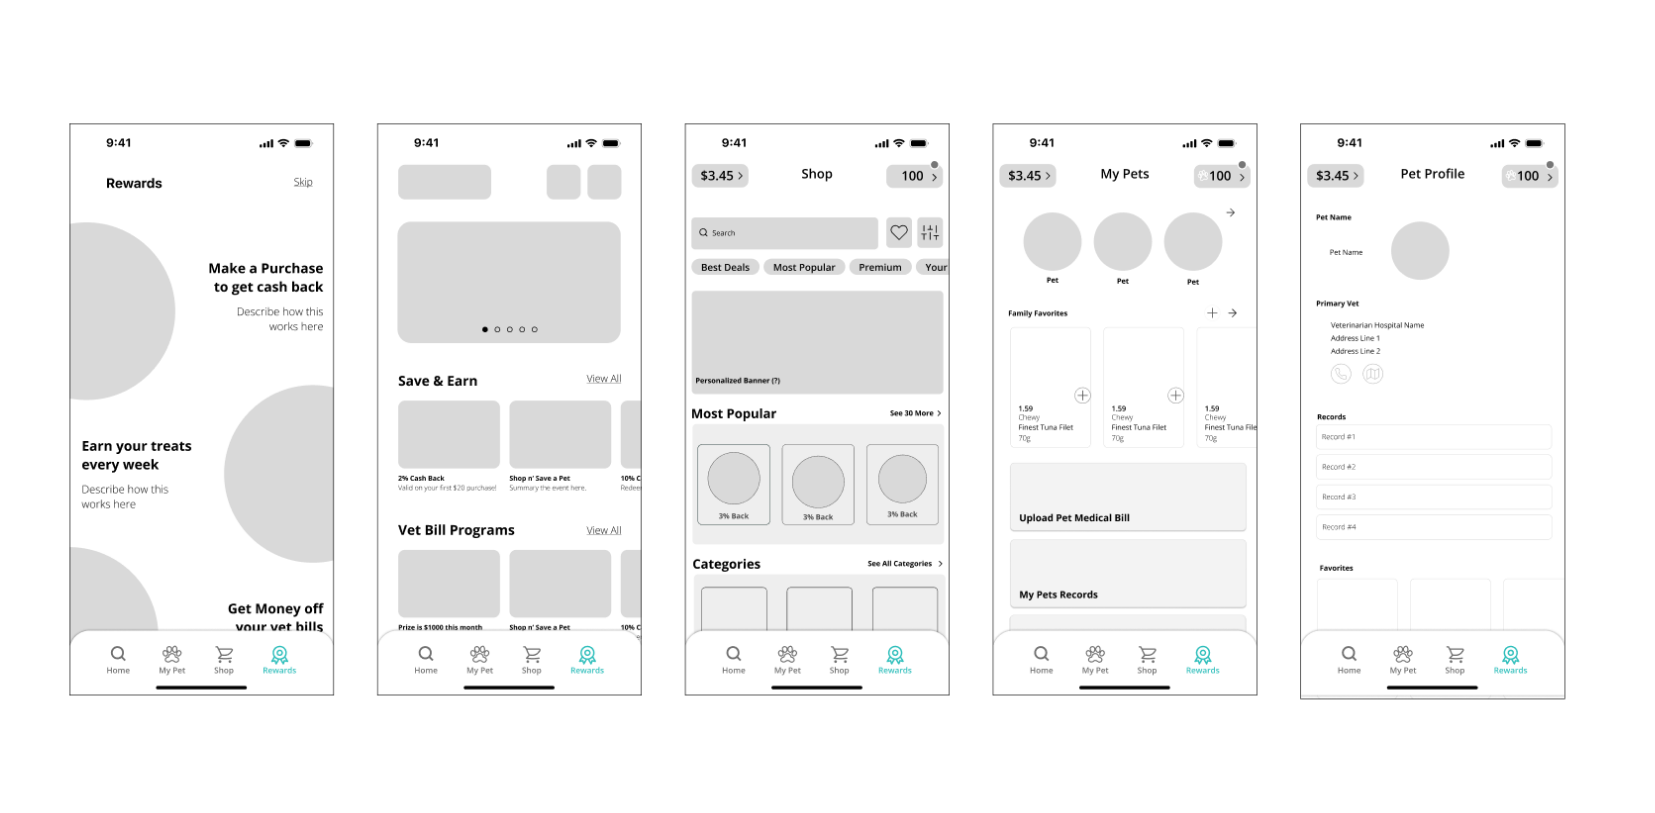 9:41
Rewards
Skip
Make a Purchase
to get cash back
Describe how this
works here
Earn your treats
every week
Describe how this
works here
Get Money off
your vet bills
Home
My Pet
Shop
Rewards
9:41
Save & Earn
View All
2% Cash Back
Valid on your first $20 purchase!
Shop n' Save a Pet
Summary the event here.
10% C
Redee
Vet Bill Programs
View All
Prize is $1000 this month
Shop n' Save a Pet
10% C
Home
My Pet
Shop
Rewards
9:41
$3.45
Shop
100
Search
Best Deals
Most Popular
Premium
Your
Personalized Banner (?)
Most Popular
See 30 More
3% Back
3% Back
3% Back
Categories
See All Categories
Home
My Pet
Shop
Rewards
9:41
$3.45
My Pets
100
Pet
Pet
Pet
Family Favorites
1.59
Chewy
Finest Tuna Filet
70g
1.59
Chewy
Finest Tuna Filet
70g
1.59
Chewy
Finest Tuna File
70g
Upload Pet Medical Bill
My Pets Records
Home
My Pet
Shop
Rewards
9:41
$3.45
Pet Profile
100
Pet Name
Pet Name
Primary Vet
Veterinarian Hospital Name
Address Line 1
Address Line 2
Records
Record #1
Record #2
Record #3
Record #4
Favorites
Home
My Pet
Shop
Rewards